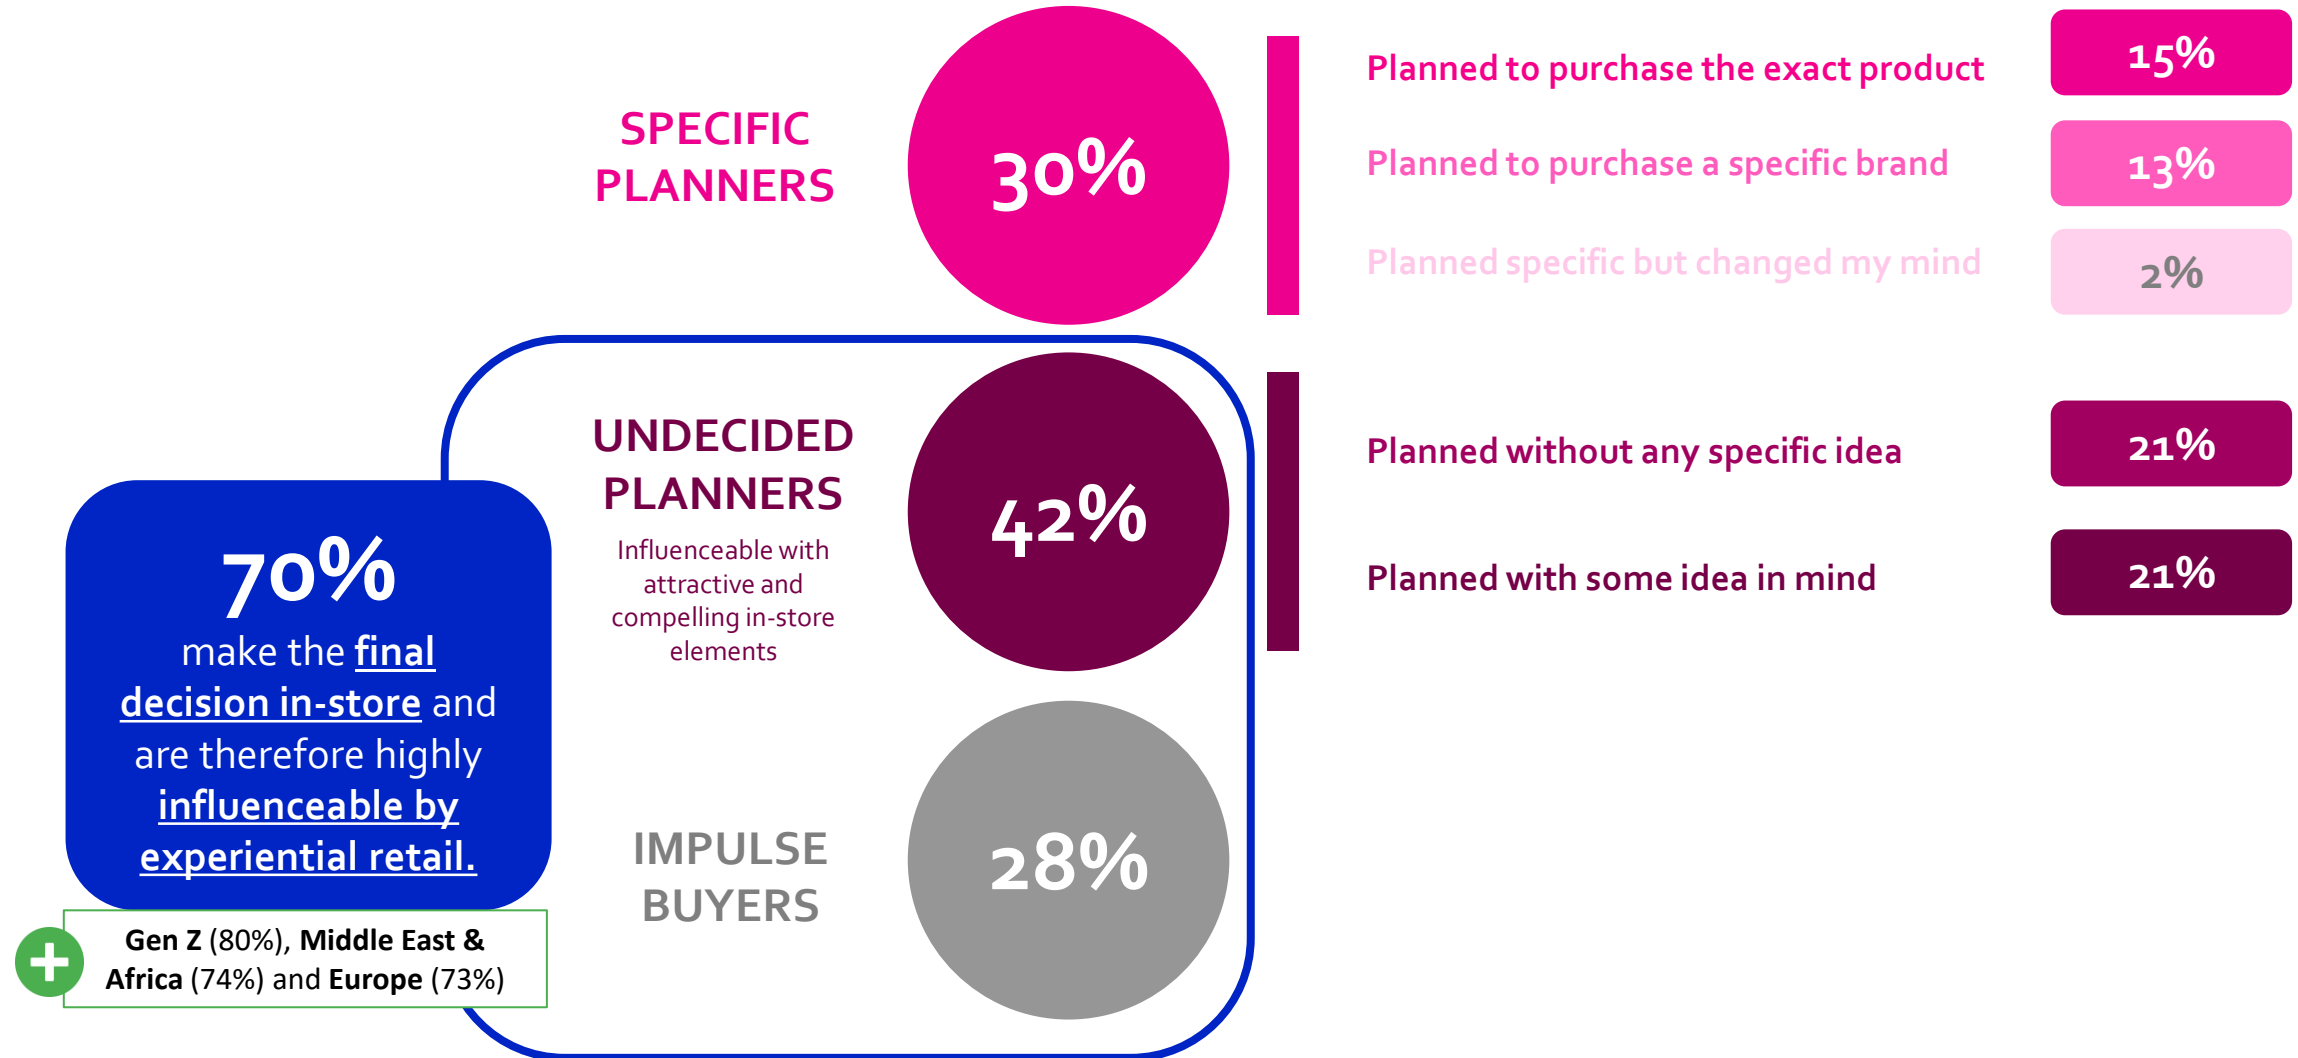 SPECIFIC
PLANNERS
30%
Planned to purchase the exact product
15%
Planned to purchase a specific brand
13%
Planned specific but changed my mind
2%
UNDECIDED
PLANNERS
Influenceable with
attractive and
compelling in-store
elements
42%
Planned without any specific idea
21%
Planned with some idea in mind
21%
70%
make the final
decision in-store and
are therefore highly
influenceable by
experiential retail.
Gen Z (80%), Middle East &
Africa (74%) and Europe (73%)
IMPULSE
BUYERS
28%